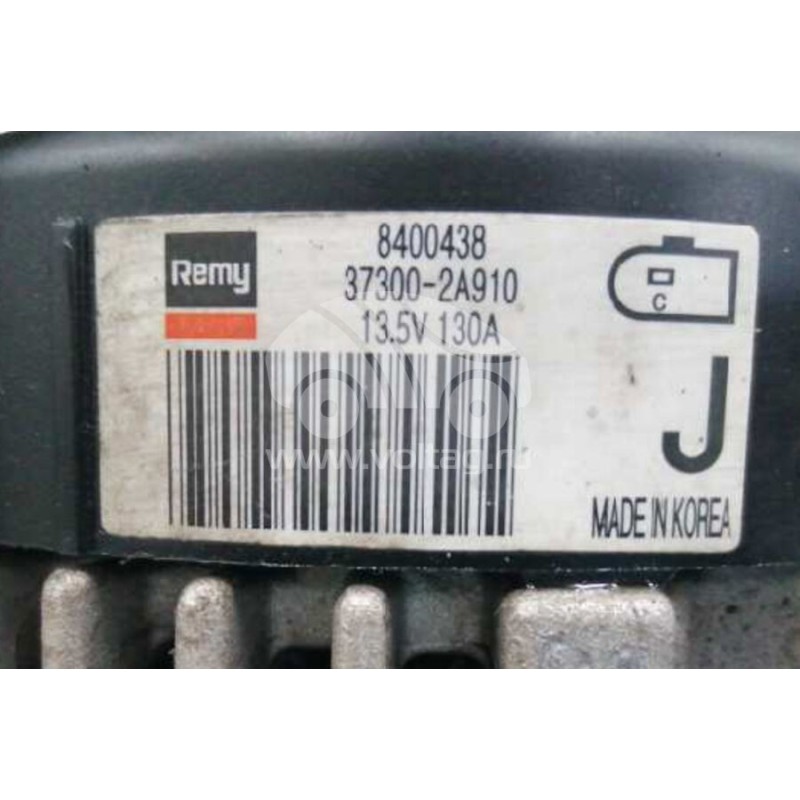 Remy
8400438
37300-2A910
13.5V 130A
C
J
www.voltag.ru
MADE IN KOREA